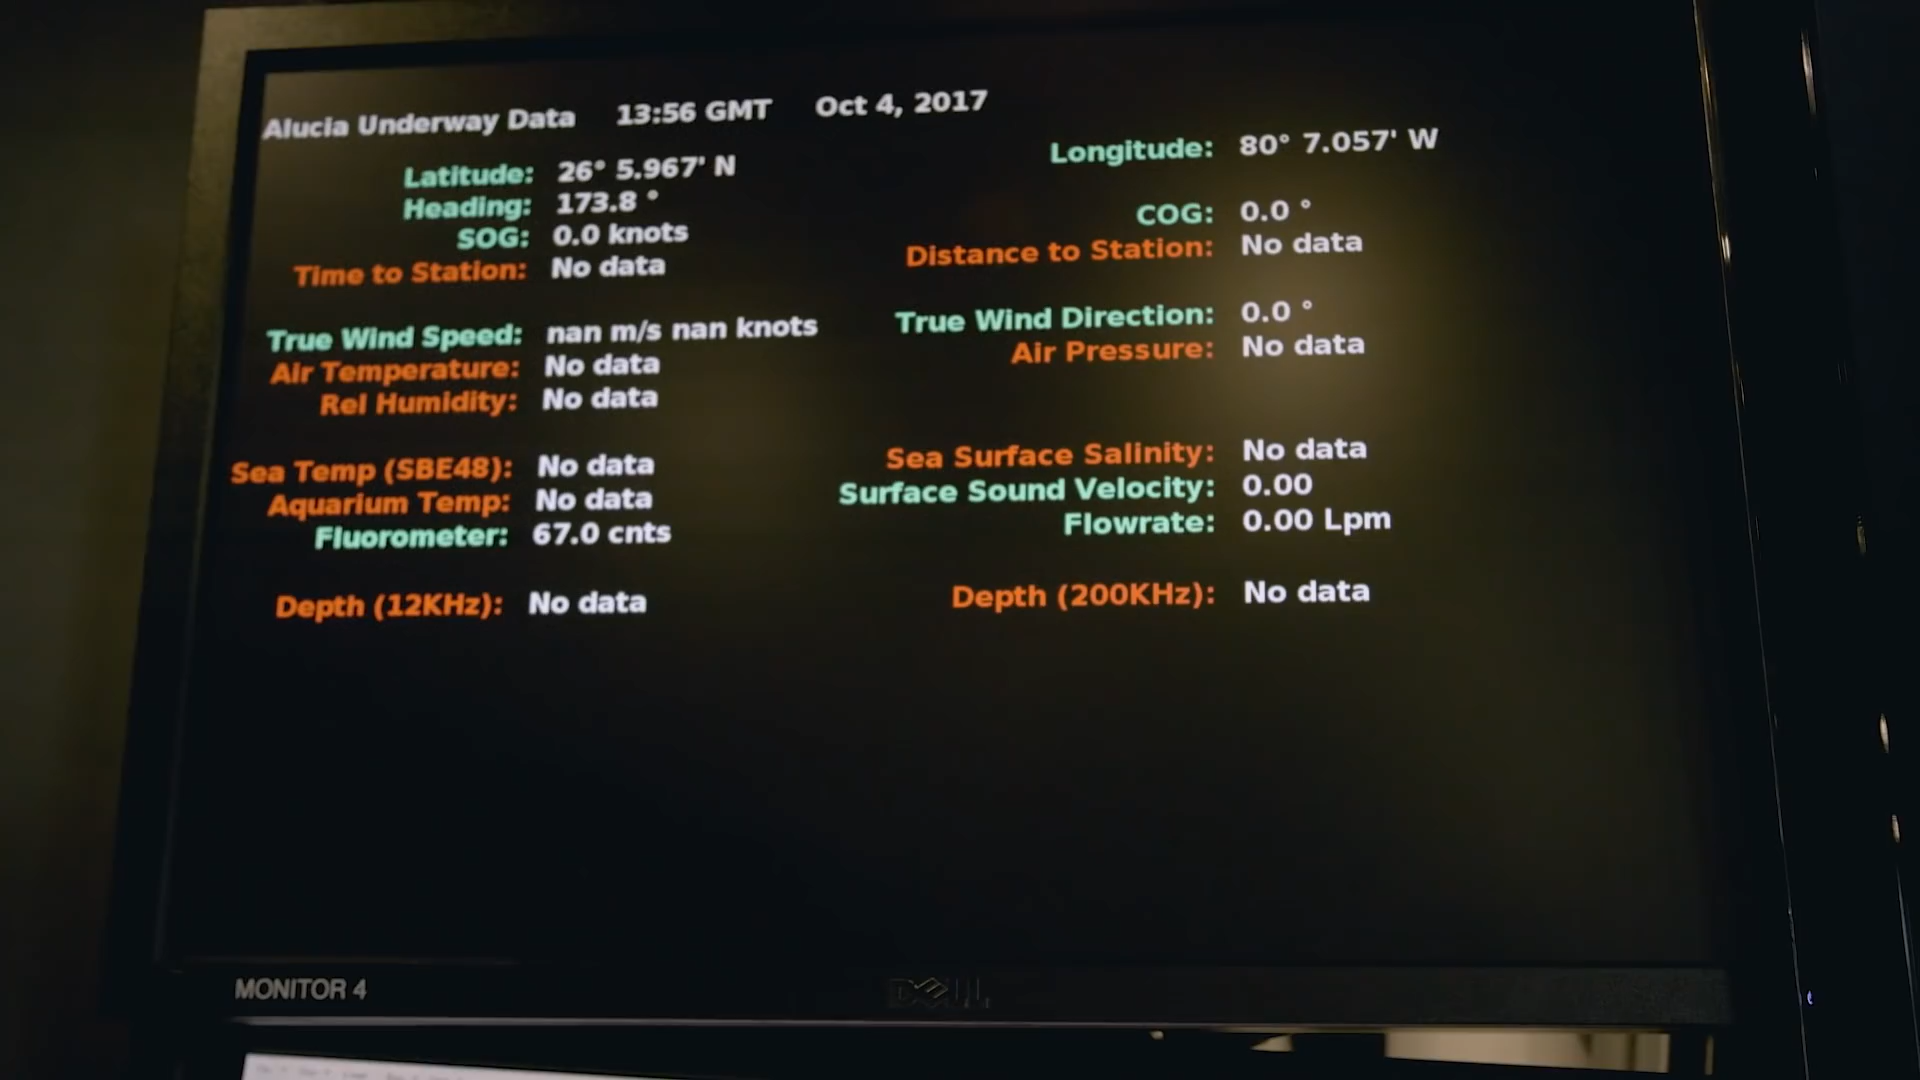 Alucia Underway Data 13:56 GMT Oct 4, 2017
Latitude: 26° 5.967' N Longitude: 80° 7.057' W
Heading: 173.8 ° COG: 0.0 °
SOG: 0.0 knots Distance to Station: No data
Time to Station: No data
True Wind Speed: nan m/s nan knots True Wind Direction: 0.0 °
Air Temperature: No data Air Pressure: No data
Rel Humidity: No data
Sea Temp (SBE48): No data Sea Surface Salinity: No data
Aquarium Temp: No data Surface Sound Velocity: 0.00
Fluorometer: 67.0 cnts Flowrate: 0.00 Lpm
Depth (12KHz): No data Depth (200KHz): No data
MONITOR 4 DELL